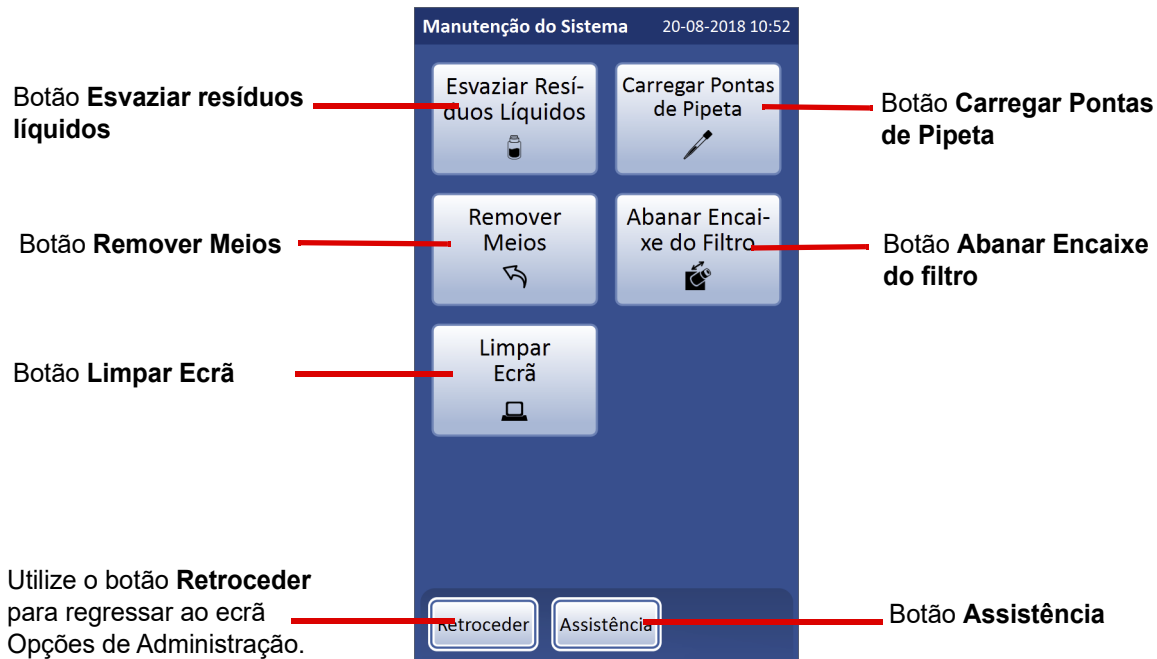 Manutenção do Sistema 20-08-2018 10:52
Botão Esvaziar resíduos
líquidos
Esvaziar Resí-
duos Líquidos
Carregar Pontas
de Pipeta
Botão Carregar Pontas
de Pipeta
Botão Remover Meios
Remover
Meios
Abanar Encai-
xe do Filtro
Botão Abanar Encaixe
do filtro
Botão Limpar Ecrã
Limpar
Ecrã
Utilize o botão Retroceder
para regressar ao ecrã
Opções de Administração.
Retroceder
Assistência
Botão Assistência